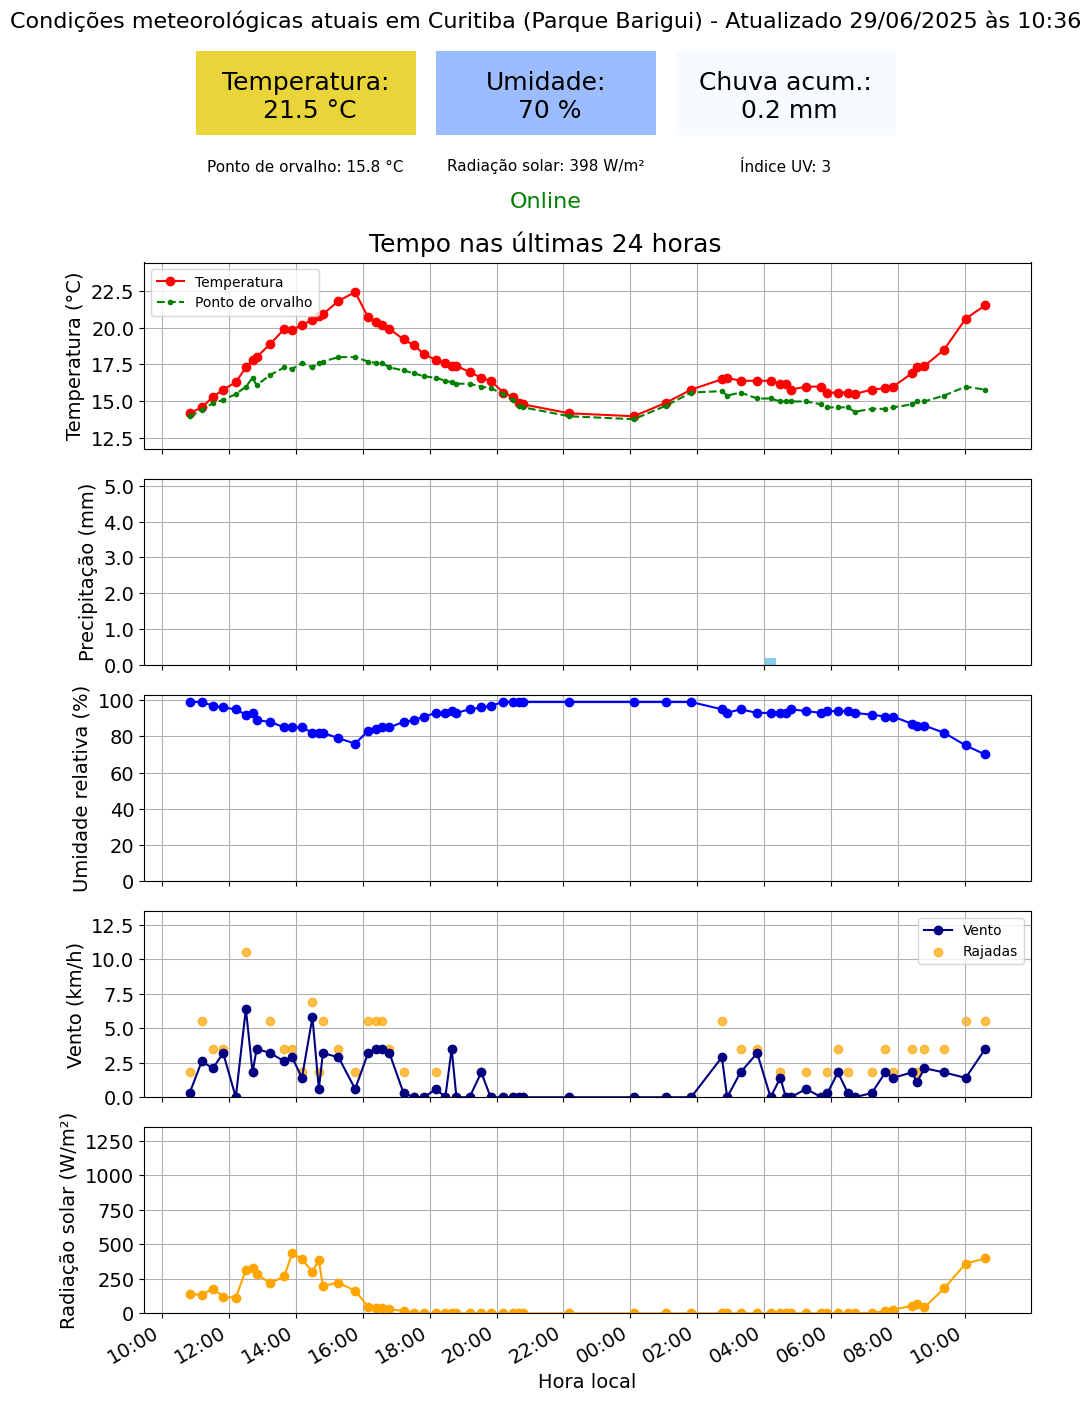 Condições meteorológicas atuais em Curitiba (Parque Barigui) - Atualizado 29/06/2025 às 10:36
Temperatura:
21.5 °C
Umidade:
70 %
Chuva acum.:
0.2 mm
Ponto de orvalho: 15.8 °C
Radiação solar: 398 W/m²
Índice UV: 3
Online
Tempo nas últimas 24 horas
Temperatura (°C)
22.5
20.0
17.5
15.0
12.5
Temperatura
Ponto de orvalho
Precipitação (mm)
5.0
4.0
3.0
2.0
1.0
0.0
Umidade relativa (%)
100
80
60
40
20
0
Vento (km/h)
12.5
10.0
7.5
5.0
2.5
0.0
Vento
Rajadas
Radiação solar (W/m²)
1250
1000
750
500
250
0
10:00
12:00
14:00
16:00
18:00
20:00
22:00
00:00
02:00
04:00
06:00
08:00
10:00
Hora local